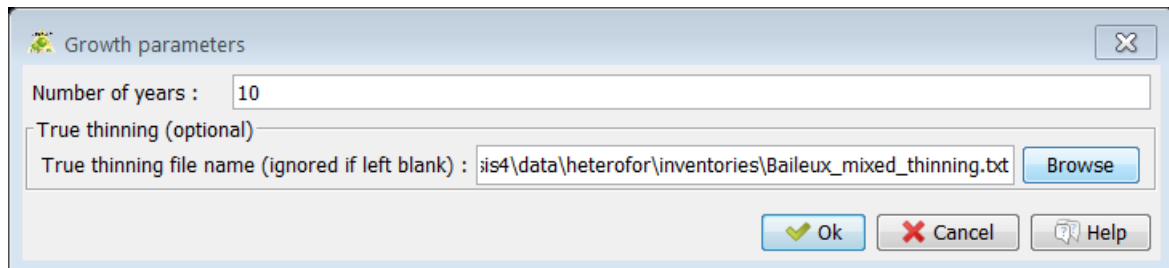 Growth parameters
Number of years : 10
True thinning (optional)
True thinning file name (ignored if left blank) : sis4\data\heterofor\inventories\Baileux_mixed_thinning.txt Browse
Ok Cancel Help